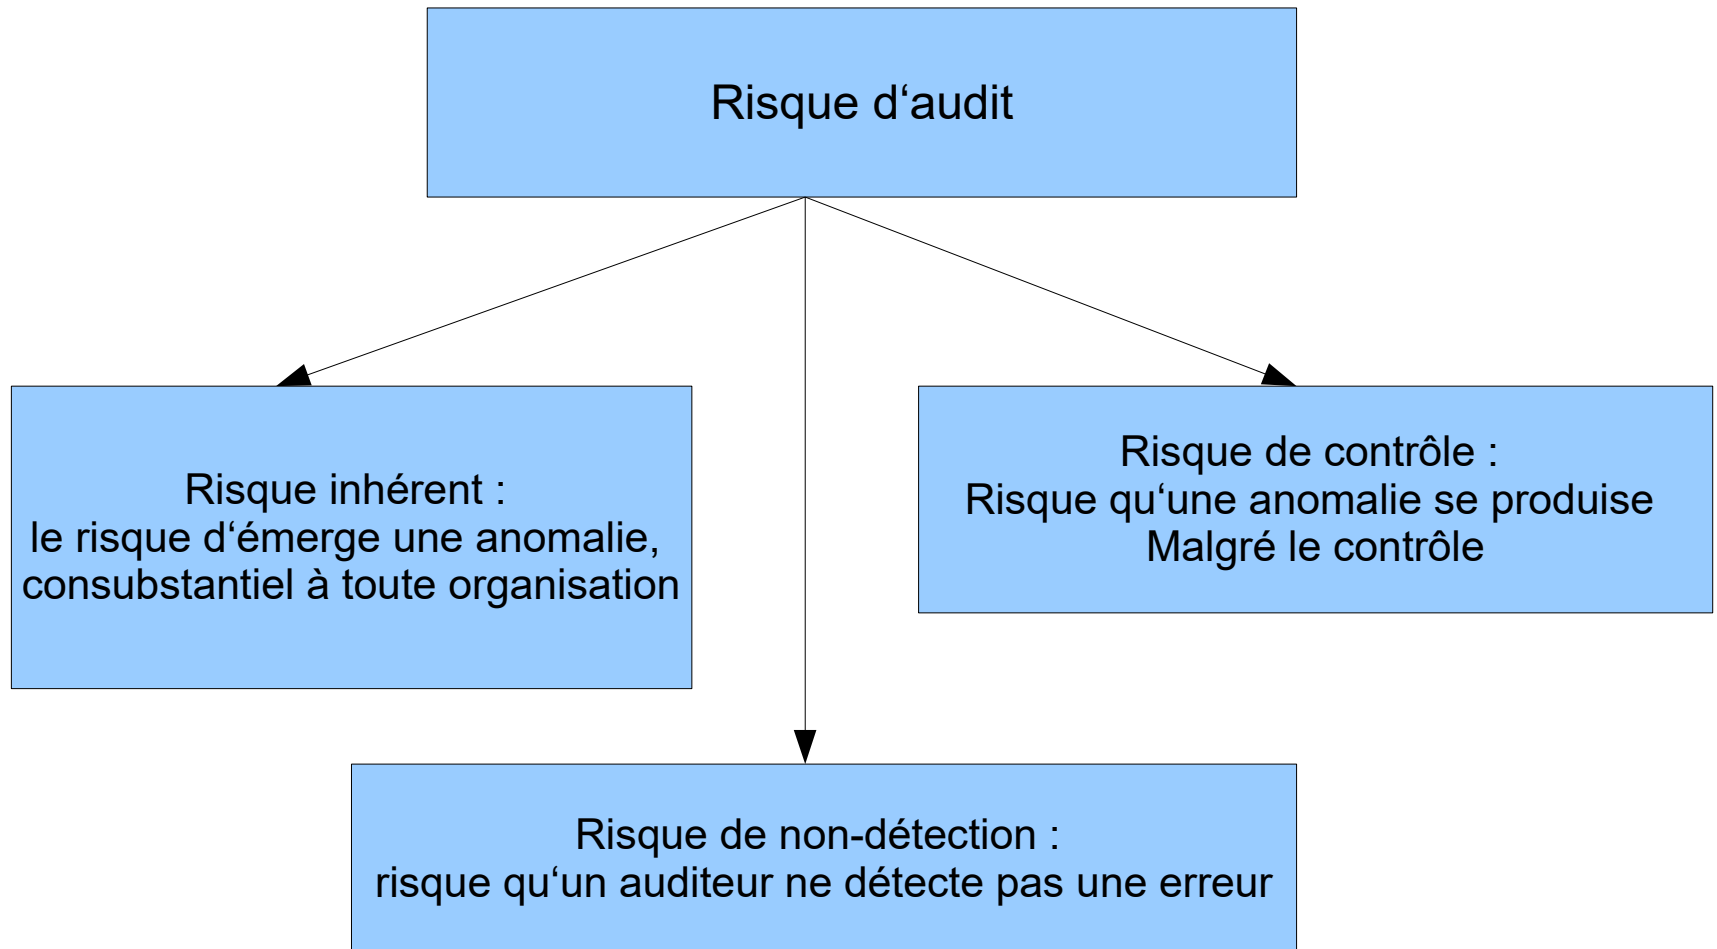 Risque d‘audit
Risque inhérent :
le risque d‘émerge une anomalie,
consubstantiel à toute organisation
Risque de contrôle :
Risque qu‘une anomalie se produise
Malgré le contrôle
Risque de non-détection :
risque qu‘un auditeur ne détecte pas une erreur